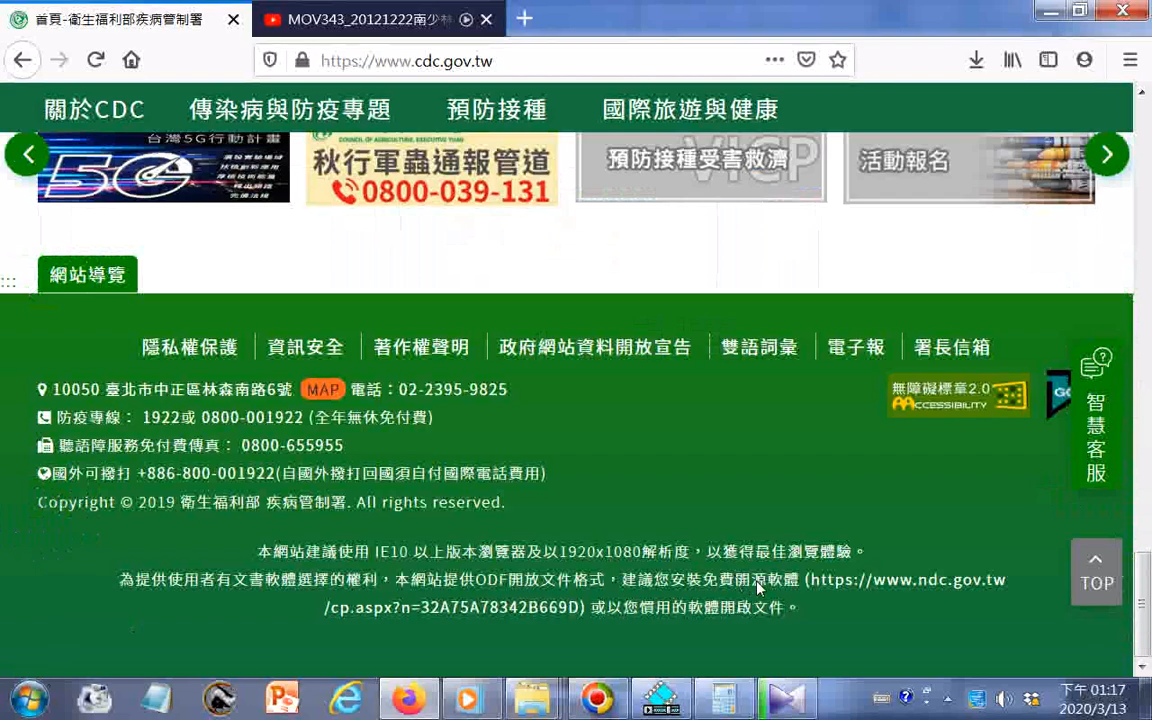 首頁-衛生福利部疾病管制署
MOV343_20121222南少林
https://www.cdc.gov.tw
關於CDC 傳染病與防疫專題 預防接種 國際旅遊與健康
台灣5G行動計畫
5G
COUNCIL OF AGRICULTURE, EXECUTIVE YUAN
秋行軍蟲通報管道
0800-039-131
預防接種受害救濟
VICP
活動報名
網站導覽
隱私權保護 資訊安全 著作權聲明 政府網站資料開放宣告 雙語詞彙 電子報 署長信箱
10050 臺北市中正區林森南路6號 MAP 電話：02-2395-9825
防疫專線： 1922或 0800-001922 (全年無休免付費)
聽語障服務免付費傳真： 0800-655955
國外可撥打 +886-800-001922(自國外撥打回國須自付國際電話費用)
Copyright © 2019 衛生福利部 疾病管制署. All rights reserved.
無障礙標章2.0
ACCESSIBILITY
GO
智慧客服
本網站建議使用 IE10 以上版本瀏覽器及以1920x1080解析度，以獲得最佳瀏覽體驗。
為提供使用者有文書軟體選擇的權利，本網站提供ODF開放文件格式，建議您安裝免費開源軟體 (https://www.ndc.gov.tw
/cp.aspx?n=32A75A78342B669D) 或以您慣用的軟體開啟文件。
TOP
下午 01:17
2020/3/13